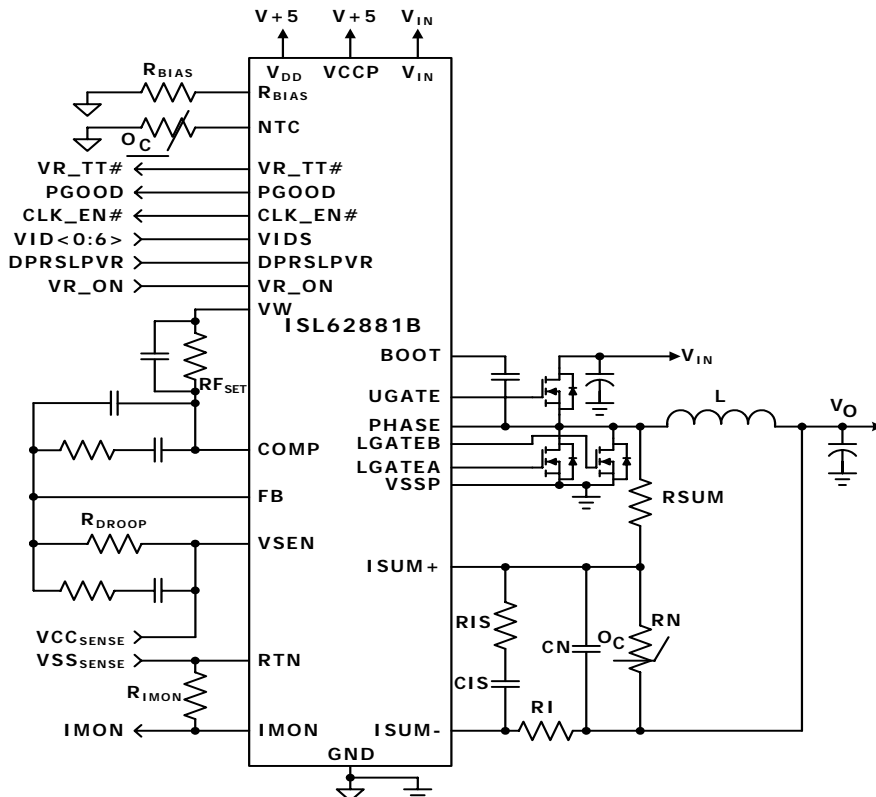 V+5 V+5 VIN
VDD VCCP VIN
RBIAS RBIAS
OC NTC
VR_TT# VR_TT#
PGOOD PGOOD
CLK_EN# CLK_EN#
VID<0:6> VIDS
DPRSLPVR DPRSLPVR
VR_ON VR_ON
VW
ISL62881B
RFSET
BOOT VIN
UGATE
PHASE L VO
COMP LGATEB
LGATEA
VSSP
FB RSUM
RDROOP VSEN
ISUM+
RIS CN OC RN
VCCSENSE
VSSSENSE RTN
CIS
RIMON
RI
IMON IMON ISUM-
GND